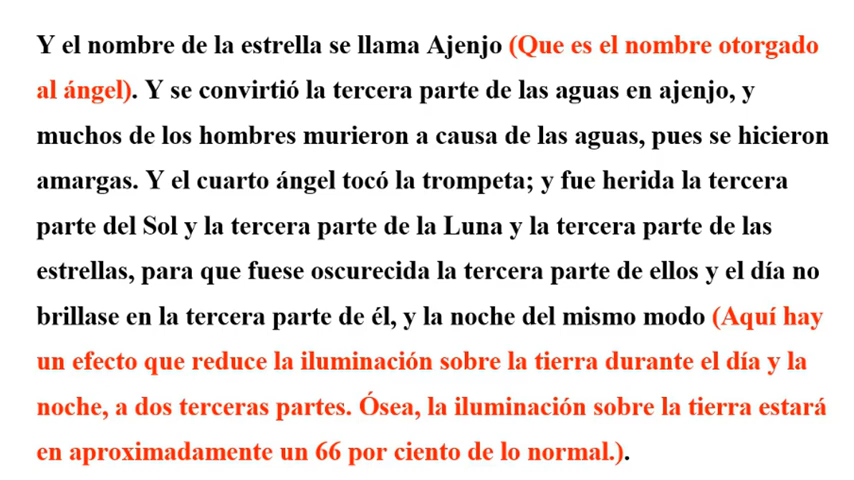 Y el nombre de la estrella se llama Ajenjo (Que es el nombre otorgado
al ángel). Y se convirtió la tercera parte de las aguas en ajenjo, y
muchos de los hombres murieron a causa de las aguas, pues se hicieron
amargas. Y el cuarto ángel tocó la trompeta; y fue herida la tercera
parte del Sol y la tercera parte de la Luna y la tercera parte de las
estrellas, para que fuese oscurecida la tercera parte de ellos y el día no
brillase en la tercera parte de él, y la noche del mismo modo (Aquí hay
un efecto que reduce la iluminación sobre la tierra durante el día y la
noche, a dos terceras partes. Ósea, la iluminación sobre la tierra estará
en aproximadamente un 66 por ciento de lo normal.).